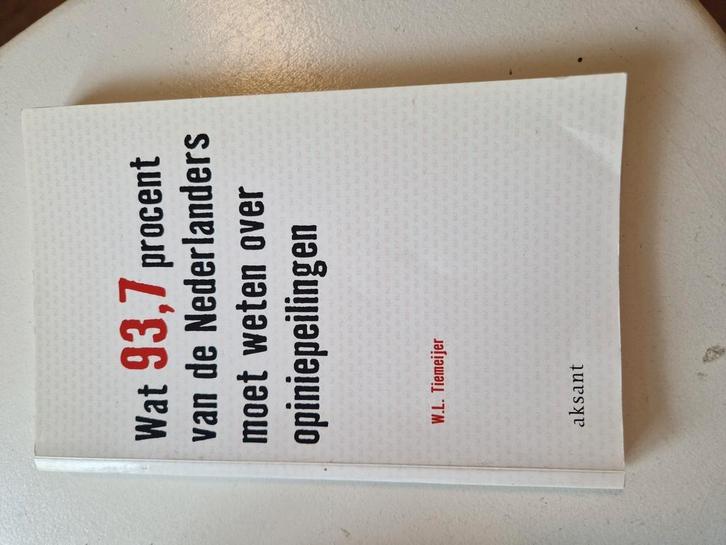 Wat 93,7 procent
van de Nederlanders
moet weten over
opiniepeilingen
W.L. Tiemeijer
aksant